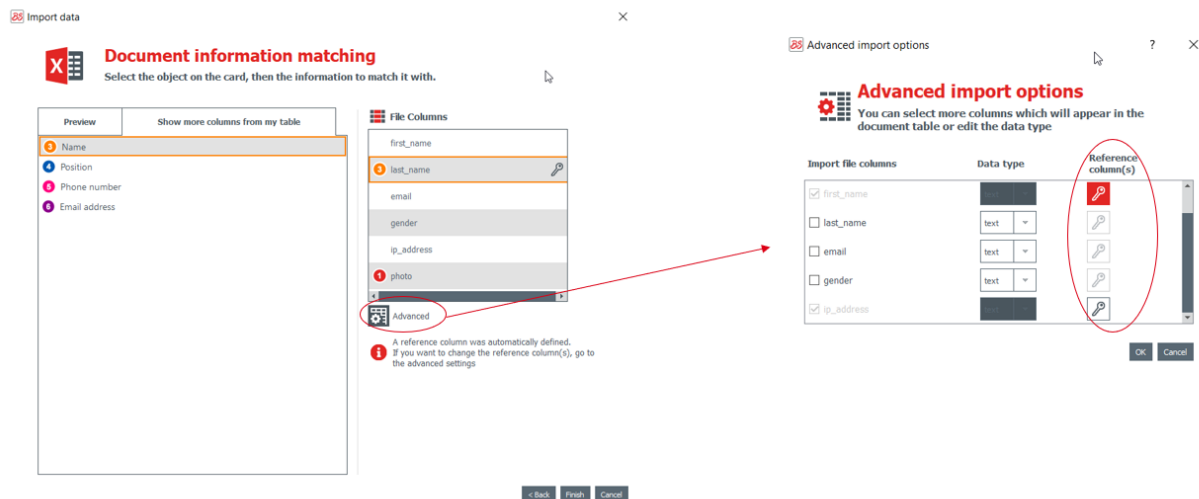 BS Import data
Document information matching
Select the object on the card, then the information to match it with.
Preview
Show more columns from my table
3 Name
4 Position
5 Phone number
6 Email address
File Columns
first_name
3 last_name
email
gender
ip_address
1 photo
Advanced
A reference column was automatically defined.
If you want to change the reference column(s), go to
the advanced settings
< Back
Finish
Cancel
BS Advanced import options
?
Advanced import options
You can select more columns which will appear in the
document table or edit the data type
Import file columns
Data type
Reference
column(s)
first_name
text
last_name
text
email
text
gender
text
ip_address
text
OK
Cancel